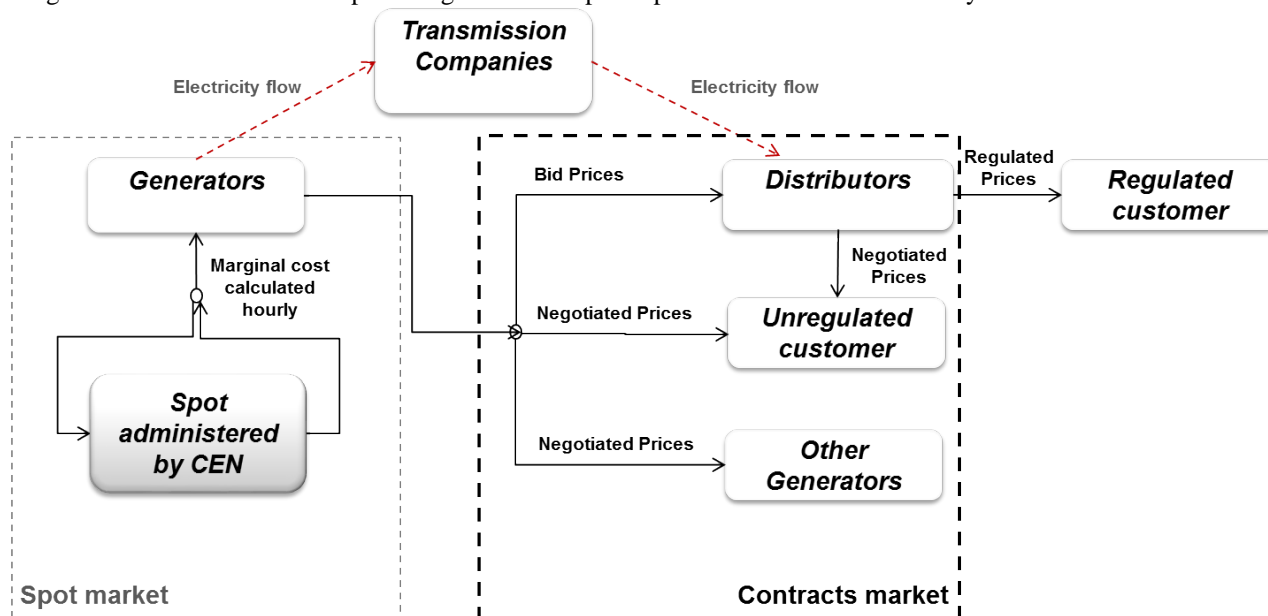 Transmission
Companies
Electricity flow
Electricity flow
Generators
Bid Prices
Distributors
Regulated
Prices
Regulated
customer
Marginal cost
calculated
hourly
Negotiated
Prices
Negotiated Prices
Unregulated
customer
Spot
administered
by CEN
Negotiated Prices
Other
Generators
Spot market
Contracts market